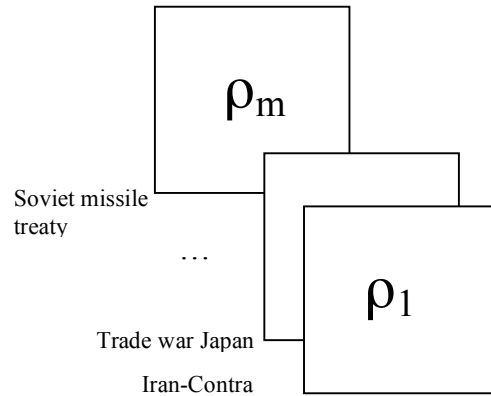 ρm
Soviet missile
treaty
...
ρ1
Trade war Japan
Iran-Contra